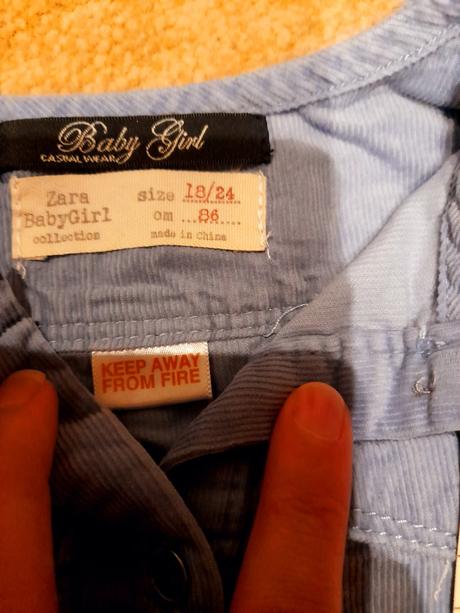 Baby Girl
CASUAL WEAR
Zara
BabyGirl
collection
size 18/24
cm 86
made in China
KEEP AWAY
FROM FIRE